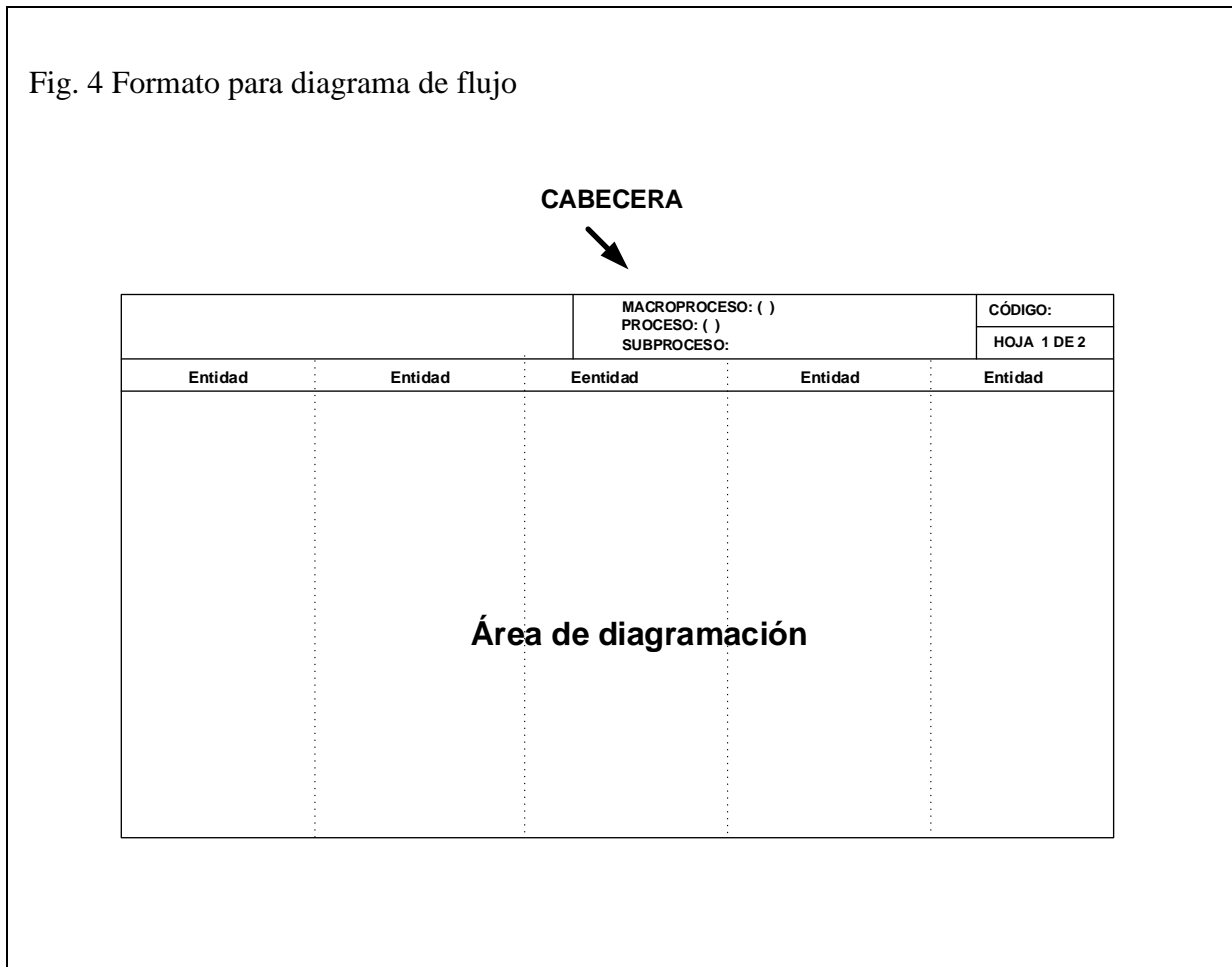 Fig. 4 Formato para diagrama de flujo
CABECERA
MACROPROCESO: ( )
PROCESO: ( )
SUBPROCESO:
CÓDIGO:
HOJA 1 DE 2
Entidad Entidad Eentidad Entidad Entidad
Área de diagramación